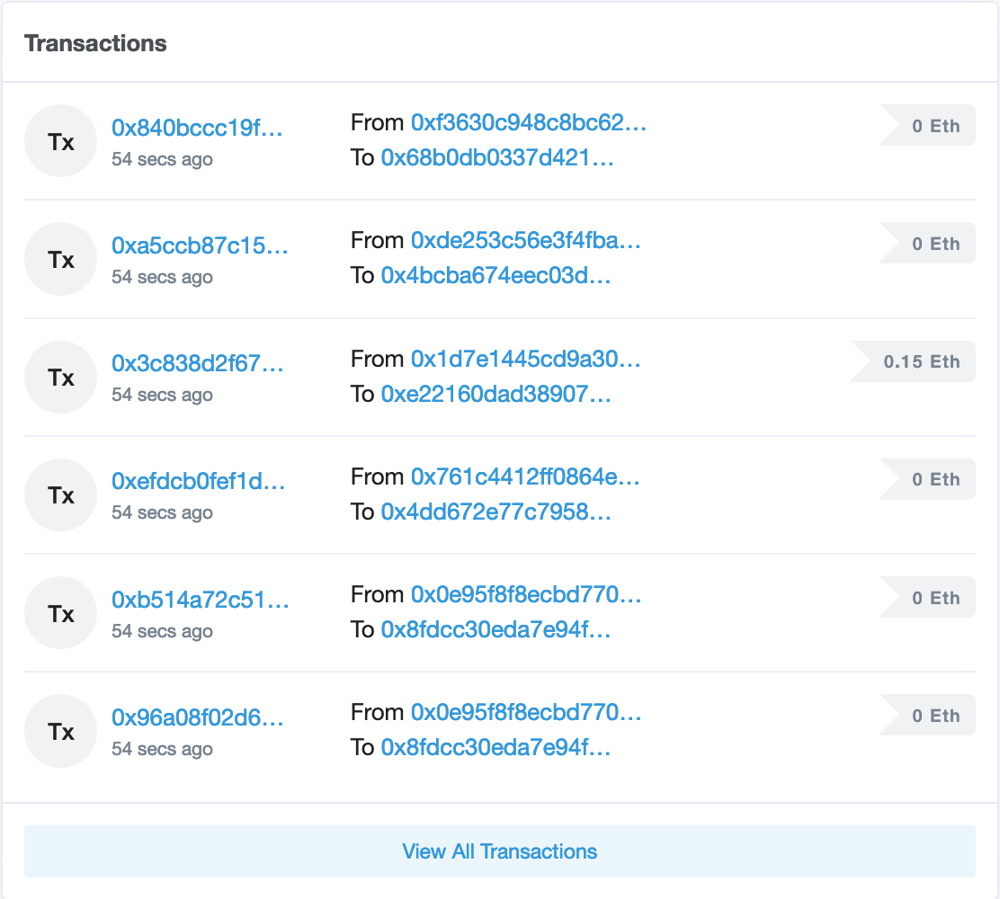 Transactions
Tx
0x840bccc19f...
54 secs ago
From 0xf3630c948c8bc62...
To 0x68b0db0337d421...
0 Eth
Tx
0xa5ccb87c15...
54 secs ago
From 0xde253c56e3f4fba...
To 0x4bcba674eec03d...
0 Eth
Tx
0x3c838d2f67...
54 secs ago
From 0x1d7e1445cd9a30...
To 0xe22160dad38907...
0.15 Eth
Tx
0xefdcb0fef1d...
54 secs ago
From 0x761c4412ff0864e...
To 0x4dd672e77c7958...
0 Eth
Tx
0xb514a72c51...
54 secs ago
From 0x0e95f8f8ecbd770...
To 0x8fdcc30eda7e94f...
0 Eth
Tx
0x96a08f02d6...
54 secs ago
From 0x0e95f8f8ecbd770...
To 0x8fdcc30eda7e94f...
0 Eth
View All Transactions